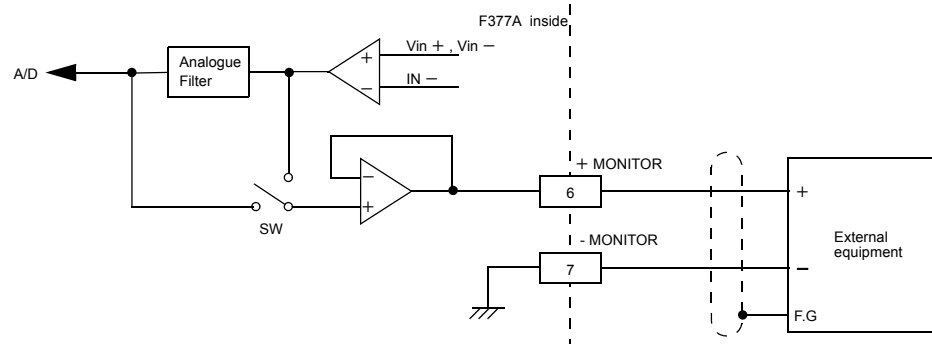 F377A inside
Vin + , Vin −
+
Analogue
Filter
A/D
−
IN −
+ MONITOR
−
6
+
+
SW
- MONITOR
External
equipment
7
−
F.G